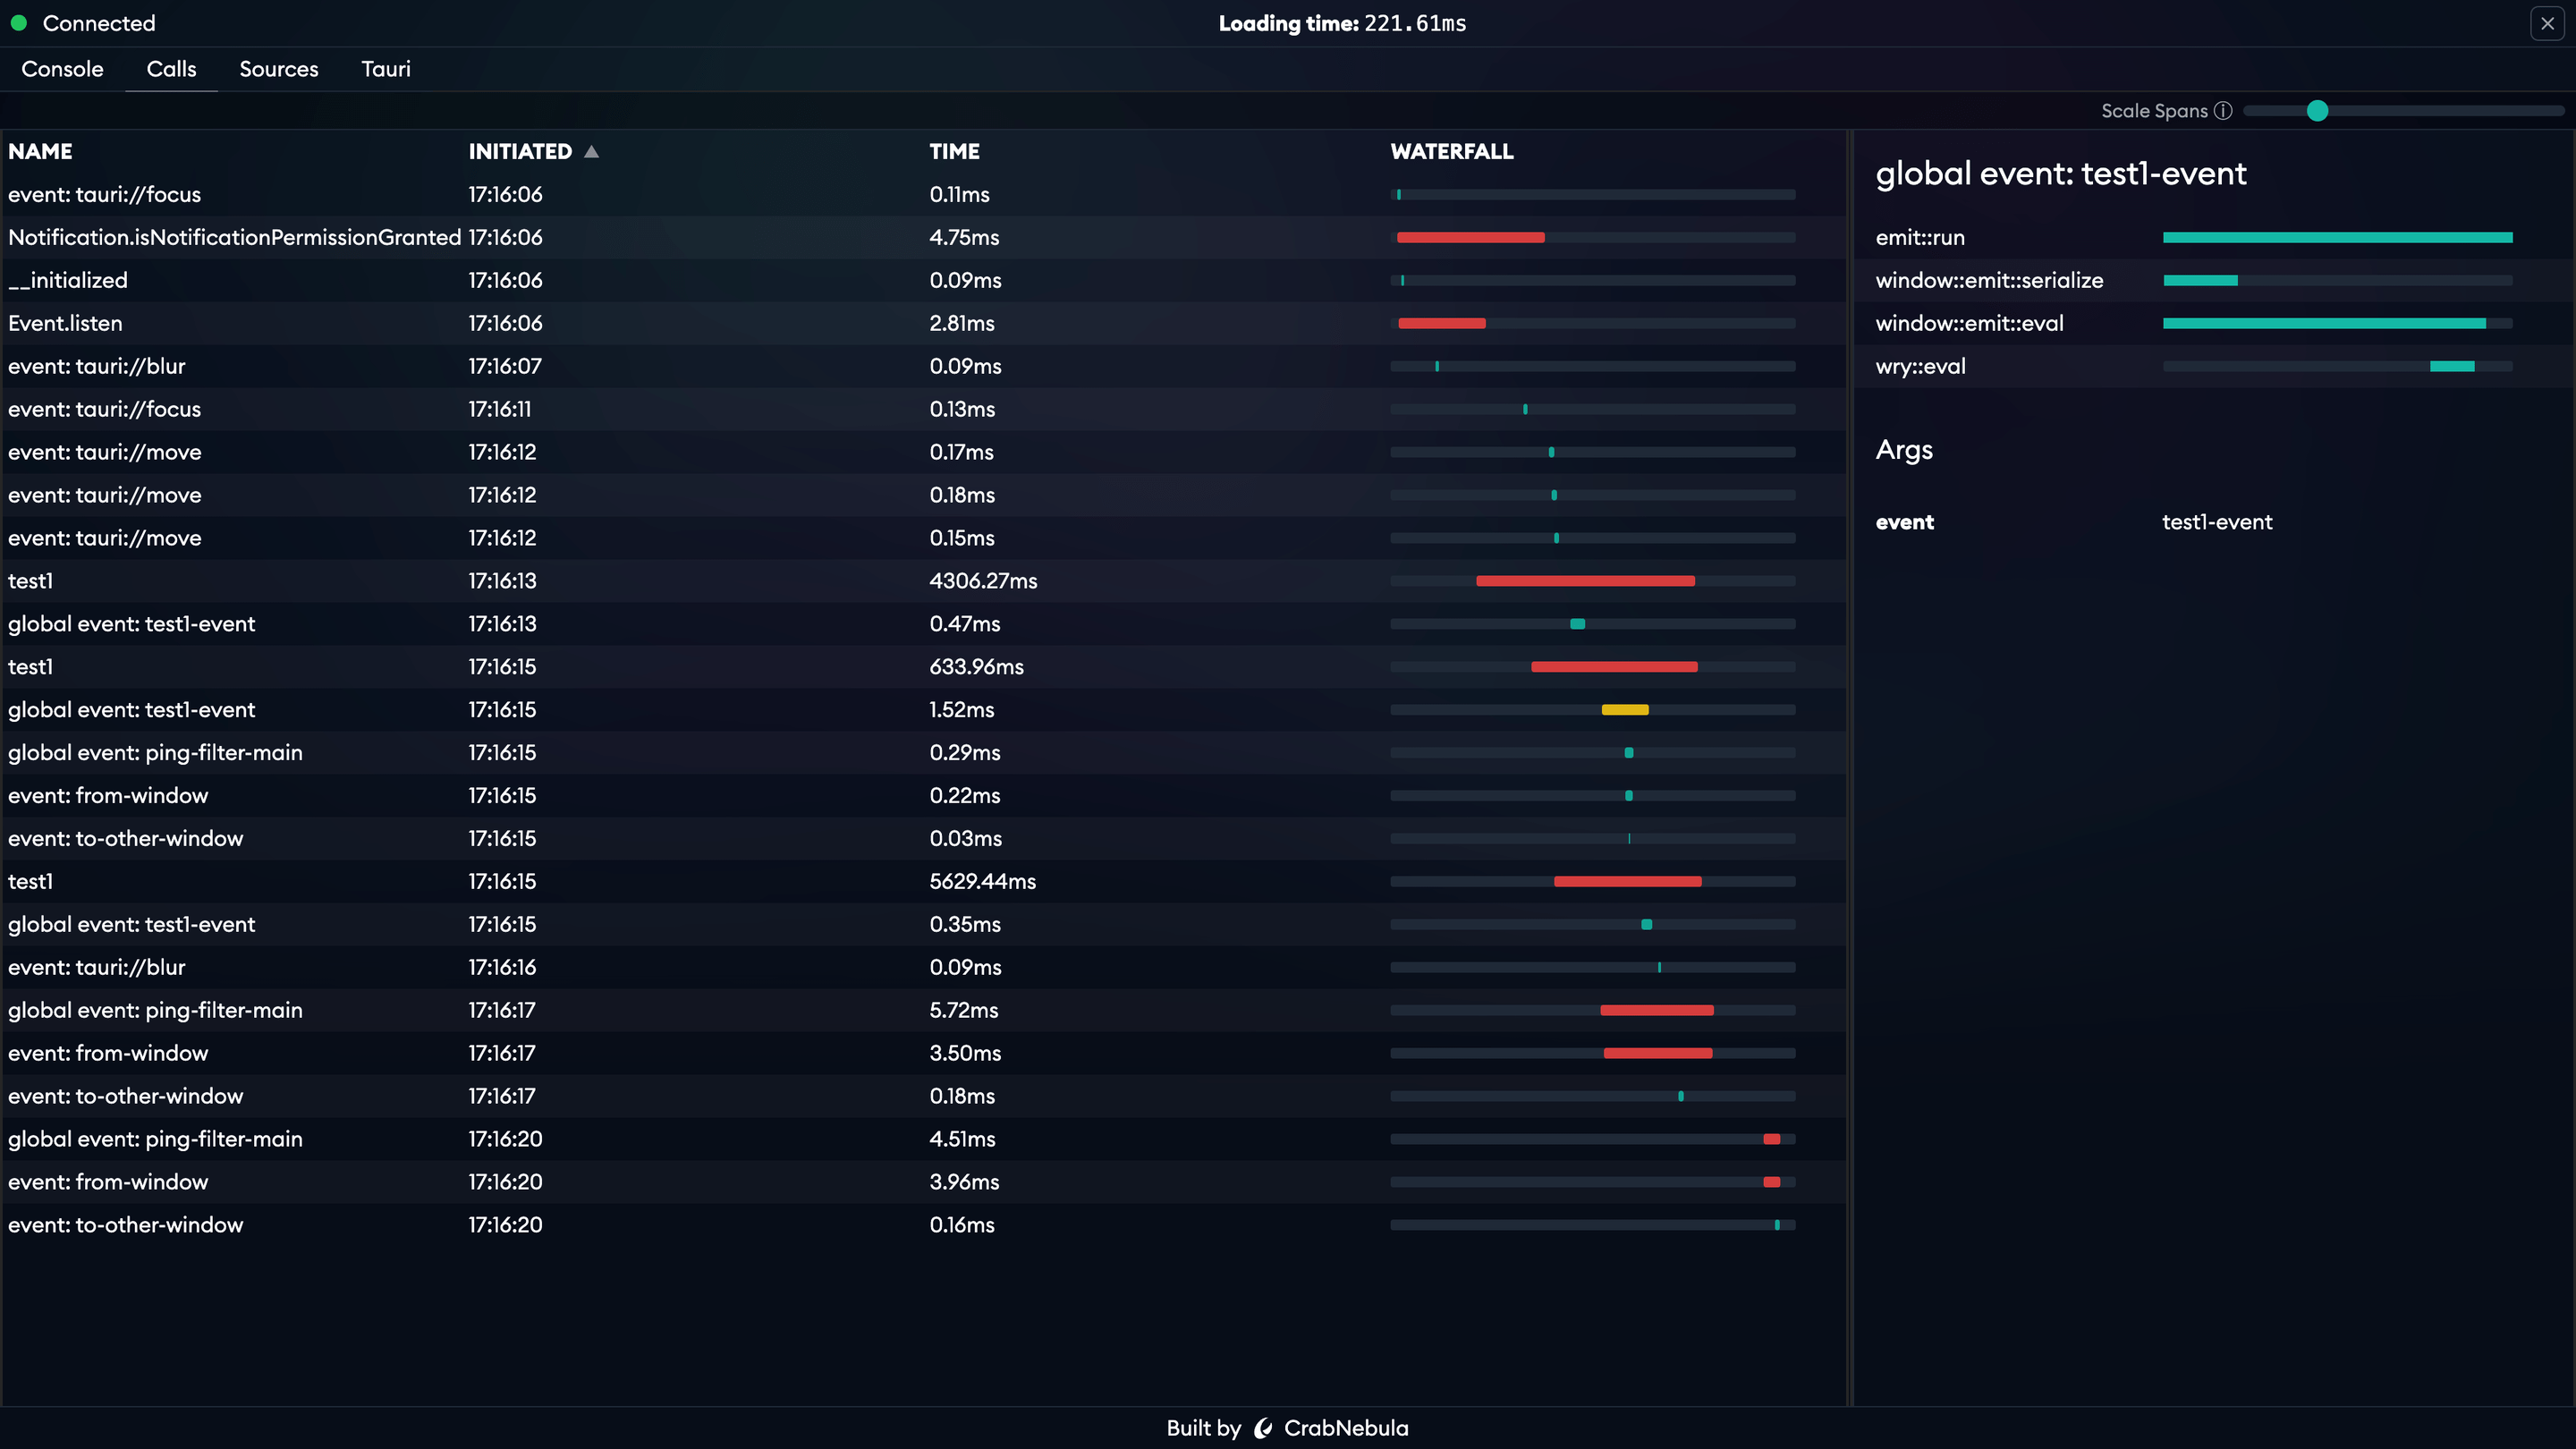 Connected
Loading time: 221.61ms
Console Calls Sources Tauri
Scale Spans
NAME INITIATED TIME WATERFALL
event: tauri://focus 17:16:06 0.11ms
Notification.isNotificationPermissionGranted 17:16:06 4.75ms
__initialized 17:16:06 0.09ms
Event.listen 17:16:06 2.81ms
event: tauri://blur 17:16:07 0.09ms
event: tauri://focus 17:16:11 0.13ms
event: tauri://move 17:16:12 0.17ms
event: tauri://move 17:16:12 0.18ms
event: tauri://move 17:16:12 0.15ms
test1 17:16:13 4306.27ms
global event: test1-event 17:16:13 0.47ms
test1 17:16:15 633.96ms
global event: test1-event 17:16:15 1.52ms
global event: ping-filter-main 17:16:15 0.29ms
event: from-window 17:16:15 0.22ms
event: to-other-window 17:16:15 0.03ms
test1 17:16:15 5629.44ms
global event: test1-event 17:16:15 0.35ms
event: tauri://blur 17:16:16 0.09ms
global event: ping-filter-main 17:16:17 5.72ms
event: from-window 17:16:17 3.50ms
event: to-other-window 17:16:17 0.18ms
global event: ping-filter-main 17:16:20 4.51ms
event: from-window 17:16:20 3.96ms
event: to-other-window 17:16:20 0.16ms
global event: test1-event
emit::run
window::emit::serialize
window::emit::eval
wry::eval
Args
event test1-event
Built by CrabNebula